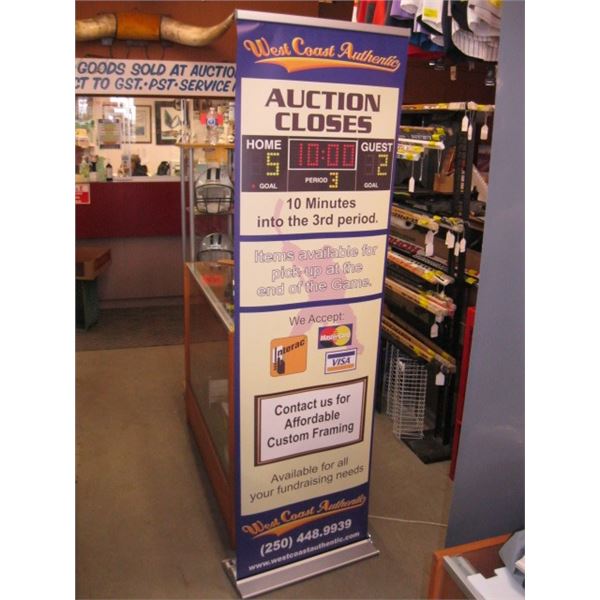 GOODS SOLD AT AUCTION
CT TO GST•PST•SERVICE
West Coast Authentic
AUCTION
CLOSES
HOME
GUEST
5
10:00
2
GOAL
PERIOD
3
GOAL
10 Minutes
into the 3rd period.
Items available for
pick up at the
end of the Game.
We Accept:
Interac
MasterCard
VISA
Contact us for
Affordable
Custom Framing
Available for all
your fundraising needs
West Coast Authentic
(250) 448.9939
www.westcoastauthentic.com